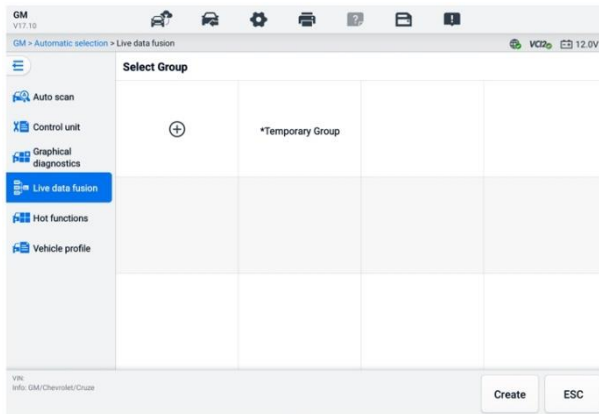 GM
V17.10
GM > Automatic selection > Live data fusion
VCI2 12.0V
Select Group
Auto scan
Control unit
Graphical
diagnostics
Live data fusion
Hot functions
Vehicle profile
*Temporary Group
VIN:
Info: GM/Chevrolet/Cruze
Create
ESC